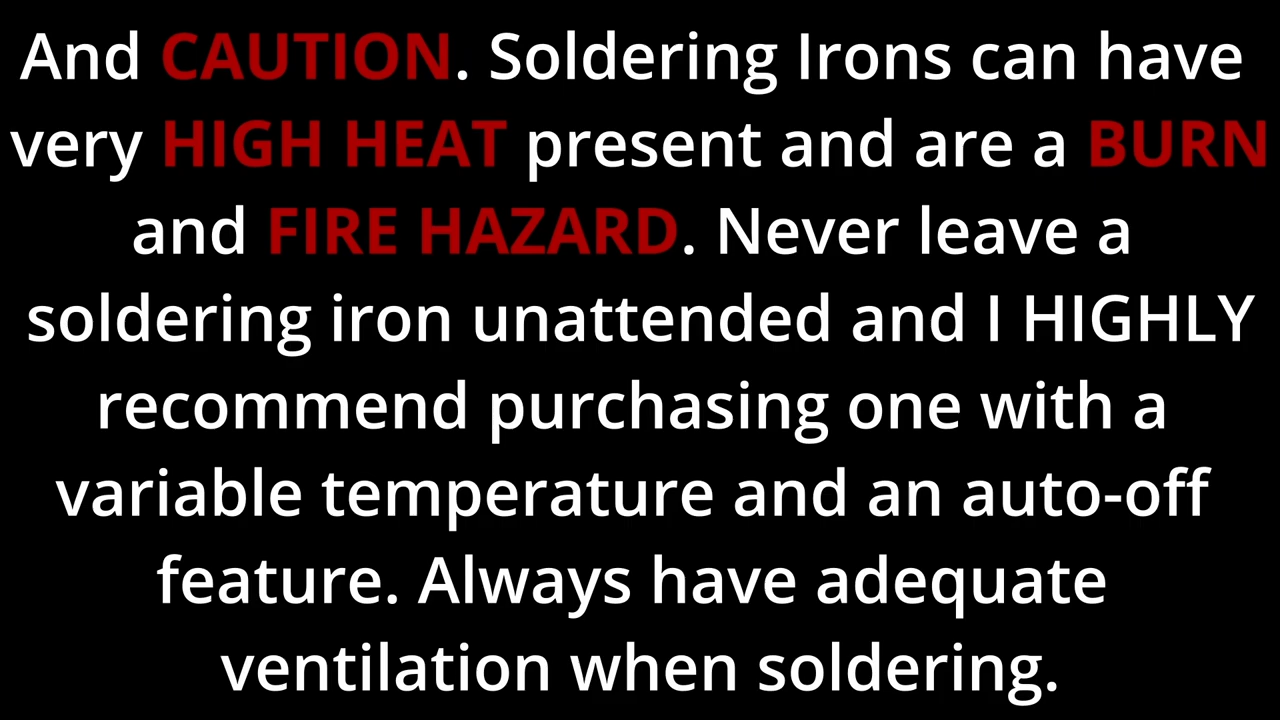 And CAUTION. Soldering Irons can have
very HIGH HEAT present and are a BURN
and FIRE HAZARD. Never leave a
soldering iron unattended and I HIGHLY
recommend purchasing one with a
variable temperature and an auto-off
feature. Always have adequate
ventilation when soldering.